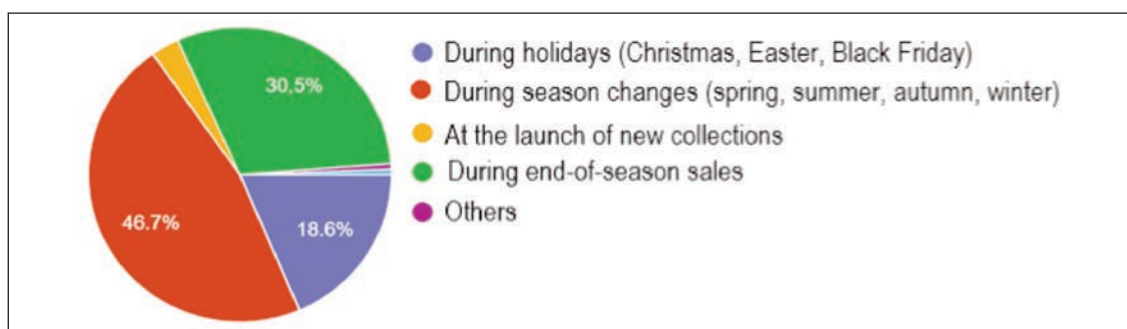 30,5%
46.7%
18.6%
During holidays (Christmas, Easter, Black Friday)
During season changes (spring, summer, autumn, winter)
At the launch of new collections
During end-of-season sales
Others